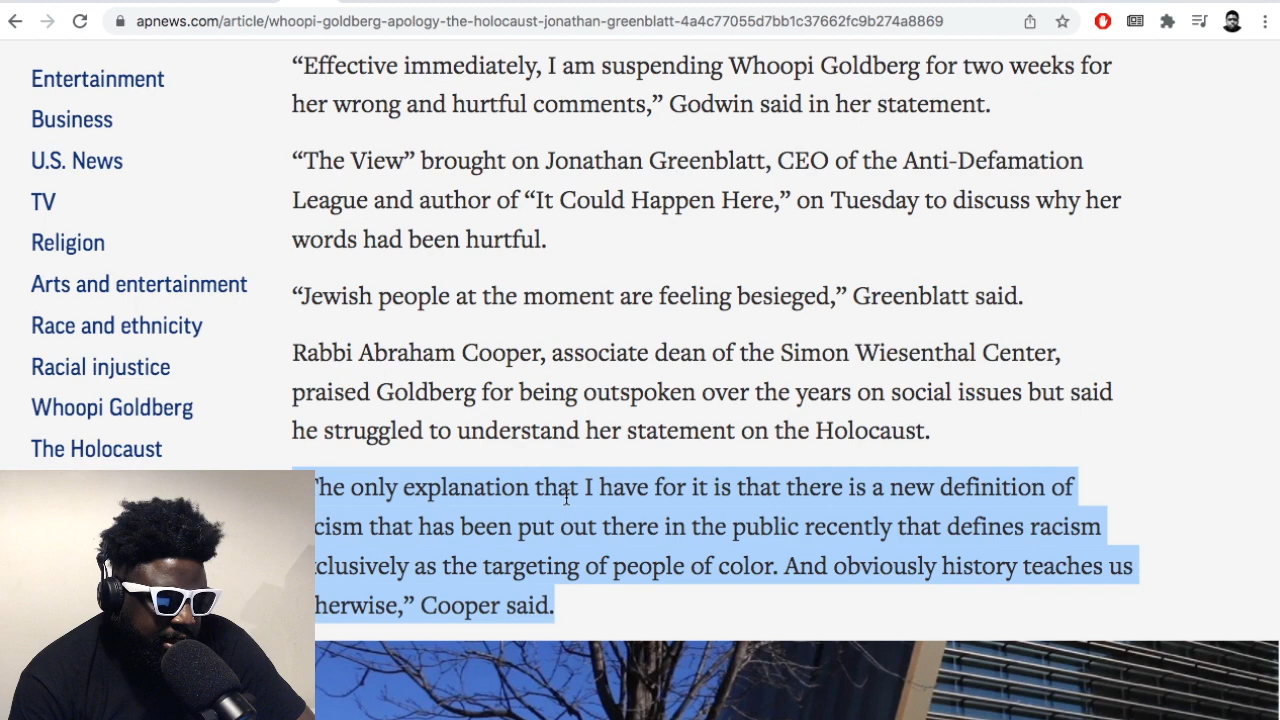 apnews.com/article/whoopi-goldberg-apology-the-holocaust-jonathan-greenblatt-4a4c77055d7bb1c37662fc9b274a8869
Entertainment
Business
U.S. News
TV
Religion
Arts and entertainment
Race and ethnicity
Racial injustice
Whoopi Goldberg
The Holocaust
“Effective immediately, I am suspending Whoopi Goldberg for two weeks for
her wrong and hurtful comments,” Godwin said in her statement.
“The View” brought on Jonathan Greenblatt, CEO of the Anti-Defamation
League and author of “It Could Happen Here,” on Tuesday to discuss why her
words had been hurtful.
“Jewish people at the moment are feeling besieged,” Greenblatt said.
Rabbi Abraham Cooper, associate dean of the Simon Wiesenthal Center,
praised Goldberg for being outspoken over the years on social issues but said
he struggled to understand her statement on the Holocaust.
The only explanation that I have for it is that there is a new definition of
cism that has been put out there in the public recently that defines racism
clusively as the targeting of people of color. And obviously history teaches us
herwise,” Cooper said.